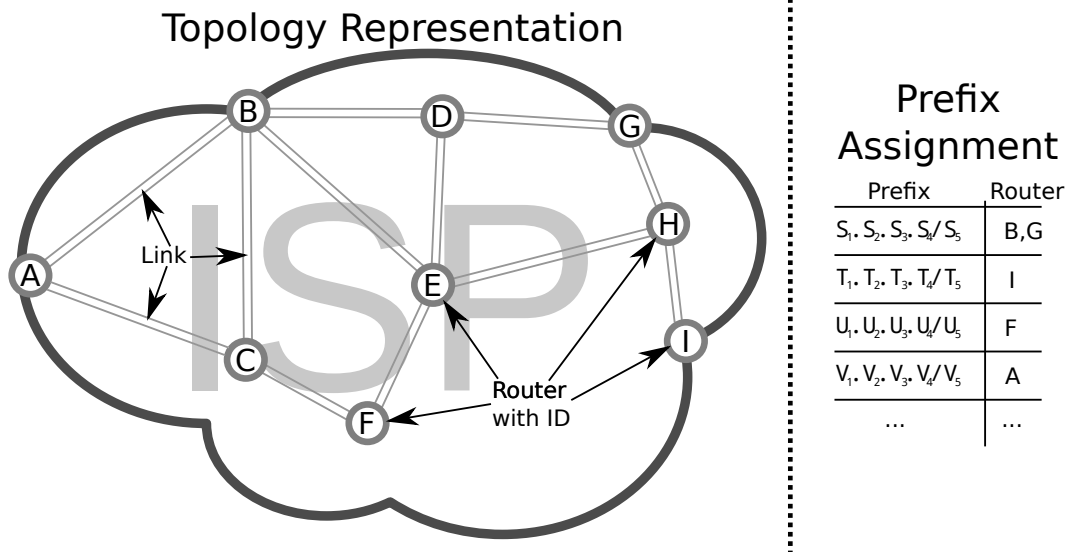 Topology Representation
ISP
B
D
G
H
Link
A
E
C
I
F
Router
with ID
Prefix
Assignment
Prefix Router
S₁.S₂.S₃.S₄/S₅ B,G
T₁.T₂.T₃.T₄/T₅ I
U₁.U₂.U₃.U₄/U₅ F
V₁.V₂.V₃.V₄/V₅ A
... ...